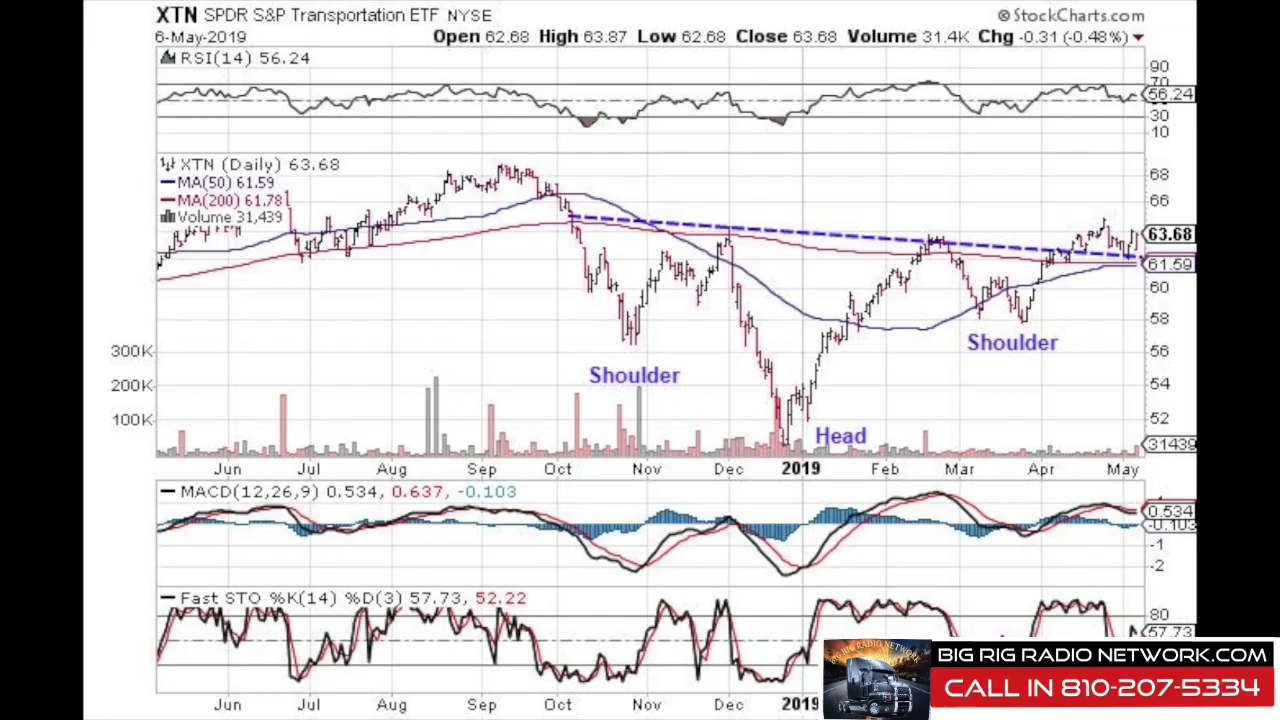 XTN SPDR S&P Transportation ETF NYSE
© StockCharts.com
6-May-2019
Open 62.68 High 63.87 Low 62.68 Close 63.68 Volume 31.4K Chg -0.31 (-0.48%)
RSI(14) 56.24
90
70
56.24
30
10
XTN (Daily) 63.68
MA(50) 61.59
MA(200) 61.78
Volume 31,439
68
66
63.68
61.59
60
58
56
54
52
300K
200K
100K
31439
Shoulder
Head
Shoulder
Jun Jul Aug Sep Oct Nov Dec 2019 Feb Mar Apr May
MACD(12,26,9) 0.534, 0.637, -0.103
0.534
-0.103
-1
-2
Fast STO %K(14) %D(3) 57.73, 52.22
80
57.73
Jun Jul Aug Sep Oct Nov Dec 2019
BIG RIG RADIO NETWORK
BIG RIG RADIO NETWORK.COM
CALL IN 810-207-5334